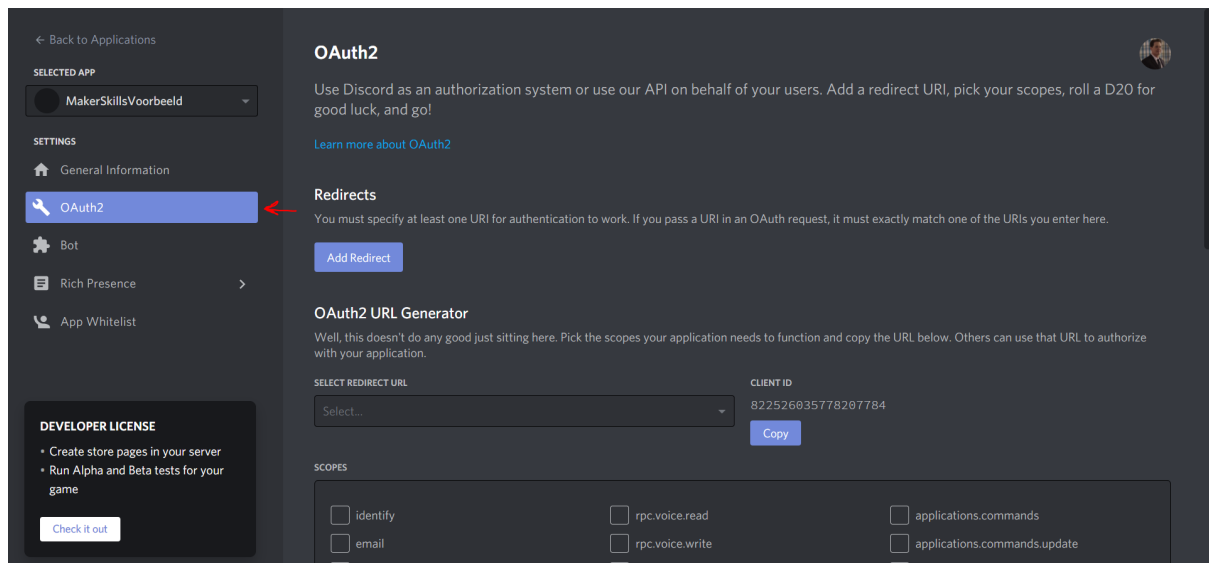 ← Back to Applications
SELECTED APP
MakerSkillsVoorbeeld
SETTINGS
General Information
OAuth2
Bot
Rich Presence
App Whitelist
DEVELOPER LICENSE
• Create store pages in your server
• Run Alpha and Beta tests for your
game
Check it out
OAuth2
Use Discord as an authorization system or use our API on behalf of your users. Add a redirect URI, pick your scopes, roll a D20 for
good luck, and go!
Learn more about OAuth2
Redirects
You must specify at least one URI for authentication to work. If you pass a URI in an OAuth request, it must exactly match one of the URIs you enter here.
Add Redirect
OAuth2 URL Generator
Well, this doesn't do any good just sitting here. Pick the scopes your application needs to function and copy the URL below. Others can use that URL to authorize
with your application.
SELECT REDIRECT URL
Select...
CLIENT ID
822526035778207784
Copy
SCOPES
identify
rpc.voice.read
applications.commands
email
rpc.voice.write
applications.commands.update